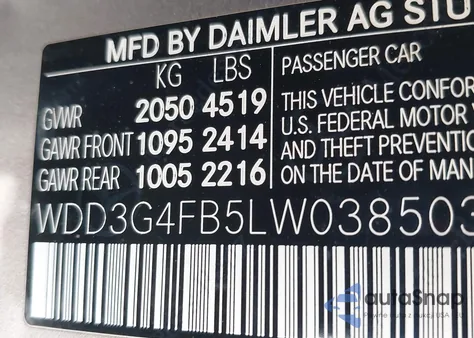 MFD BY DAIMLER AG STU
KG LBS
GVWR 2050 4519
GAWR FRONT 1095 2414
GAWR REAR 1005 2216
PASSENGER CAR
THIS VEHICLE CONFOR
U.S. FEDERAL MOTOR
AND THEFT PREVENTIO
ON THE DATE OF MAN
WDD3G4FB5LW038503
autoSnap